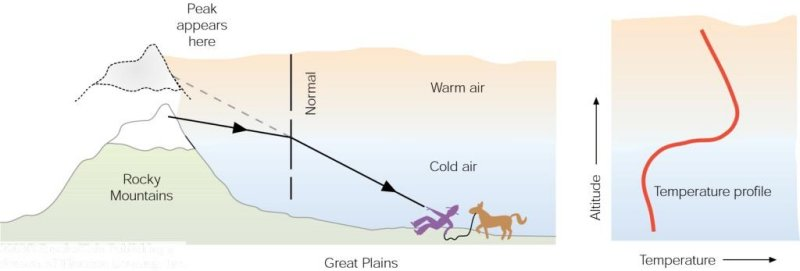 Peak
appears
here
Normal
Warm air
Cold air
Rocky
Mountains
Great Plains
Altitude
Temperature profile
Temperature